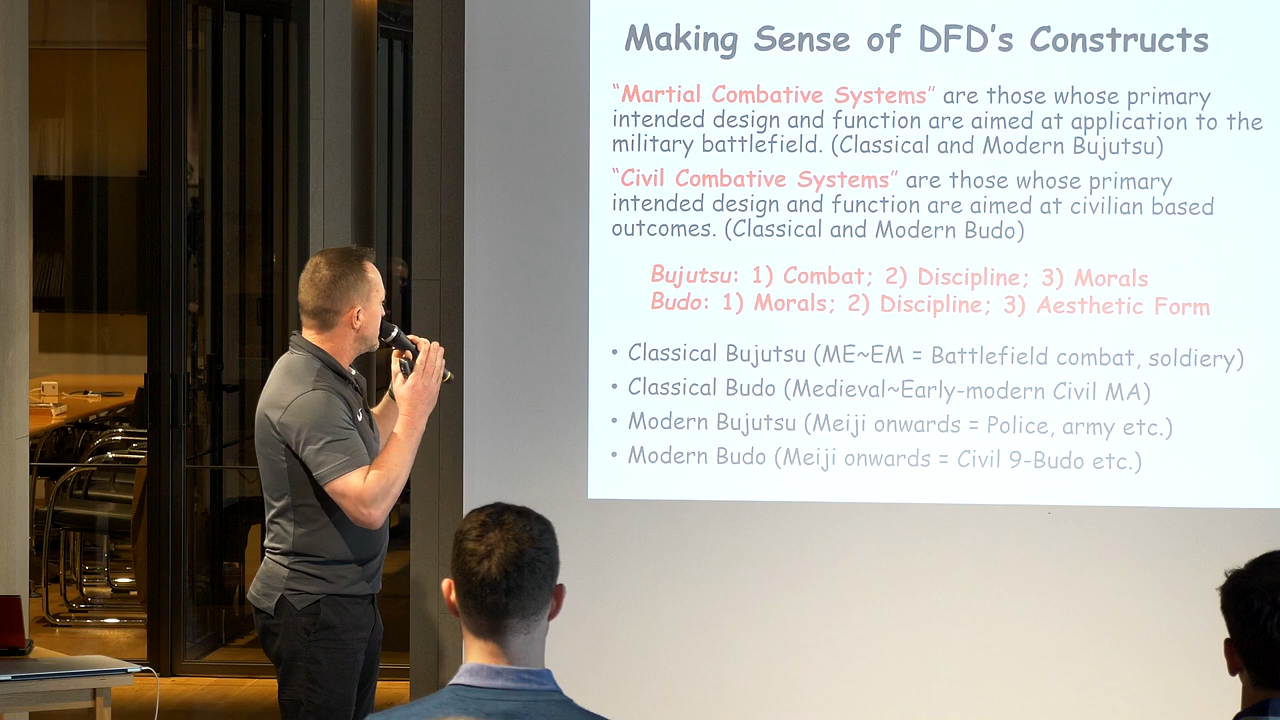 Making Sense of DFD's Constructs
"Martial Combative Systems" are those whose primary
intended design and function are aimed at application to the
military battlefield. (Classical and Modern Bujutsu)
"Civil Combative Systems" are those whose primary
intended design and function are aimed at civilian based
outcomes. (Classical and Modern Budo)
Bujutsu: 1) Combat; 2) Discipline; 3) Morals
Budo: 1) Morals; 2) Discipline; 3) Aesthetic Form
• Classical Bujutsu (ME~EM = Battlefield combat, soldiery)
• Classical Budo (Medieval~Early-modern Civil MA)
• Modern Bujutsu (Meiji onwards = Police, army etc.)
• Modern Budo (Meiji onwards = Civil 9-Budo etc.)